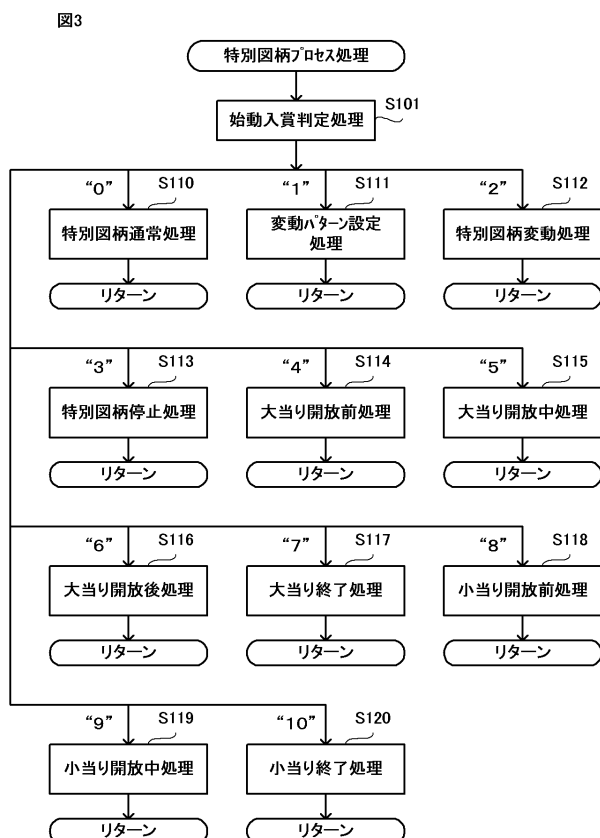 図3
特別図柄プロセス処理
S101
始動入賞判定処理
“0”
S110
特別図柄通常処理
リターン
“1”
S111
変動パターン設定
処理
リターン
“2”
S112
特別図柄変動処理
リターン
“3”
S113
特別図柄停止処理
リターン
“4”
S114
大当り開放前処理
リターン
“5”
S115
大当り開放中処理
リターン
“6”
S116
大当り開放後処理
リターン
“7”
S117
大当り終了処理
リターン
“8”
S118
小当り開放前処理
リターン
“9”
S119
小当り開放中処理
リターン
“10”
S120
小当り終了処理
リターン